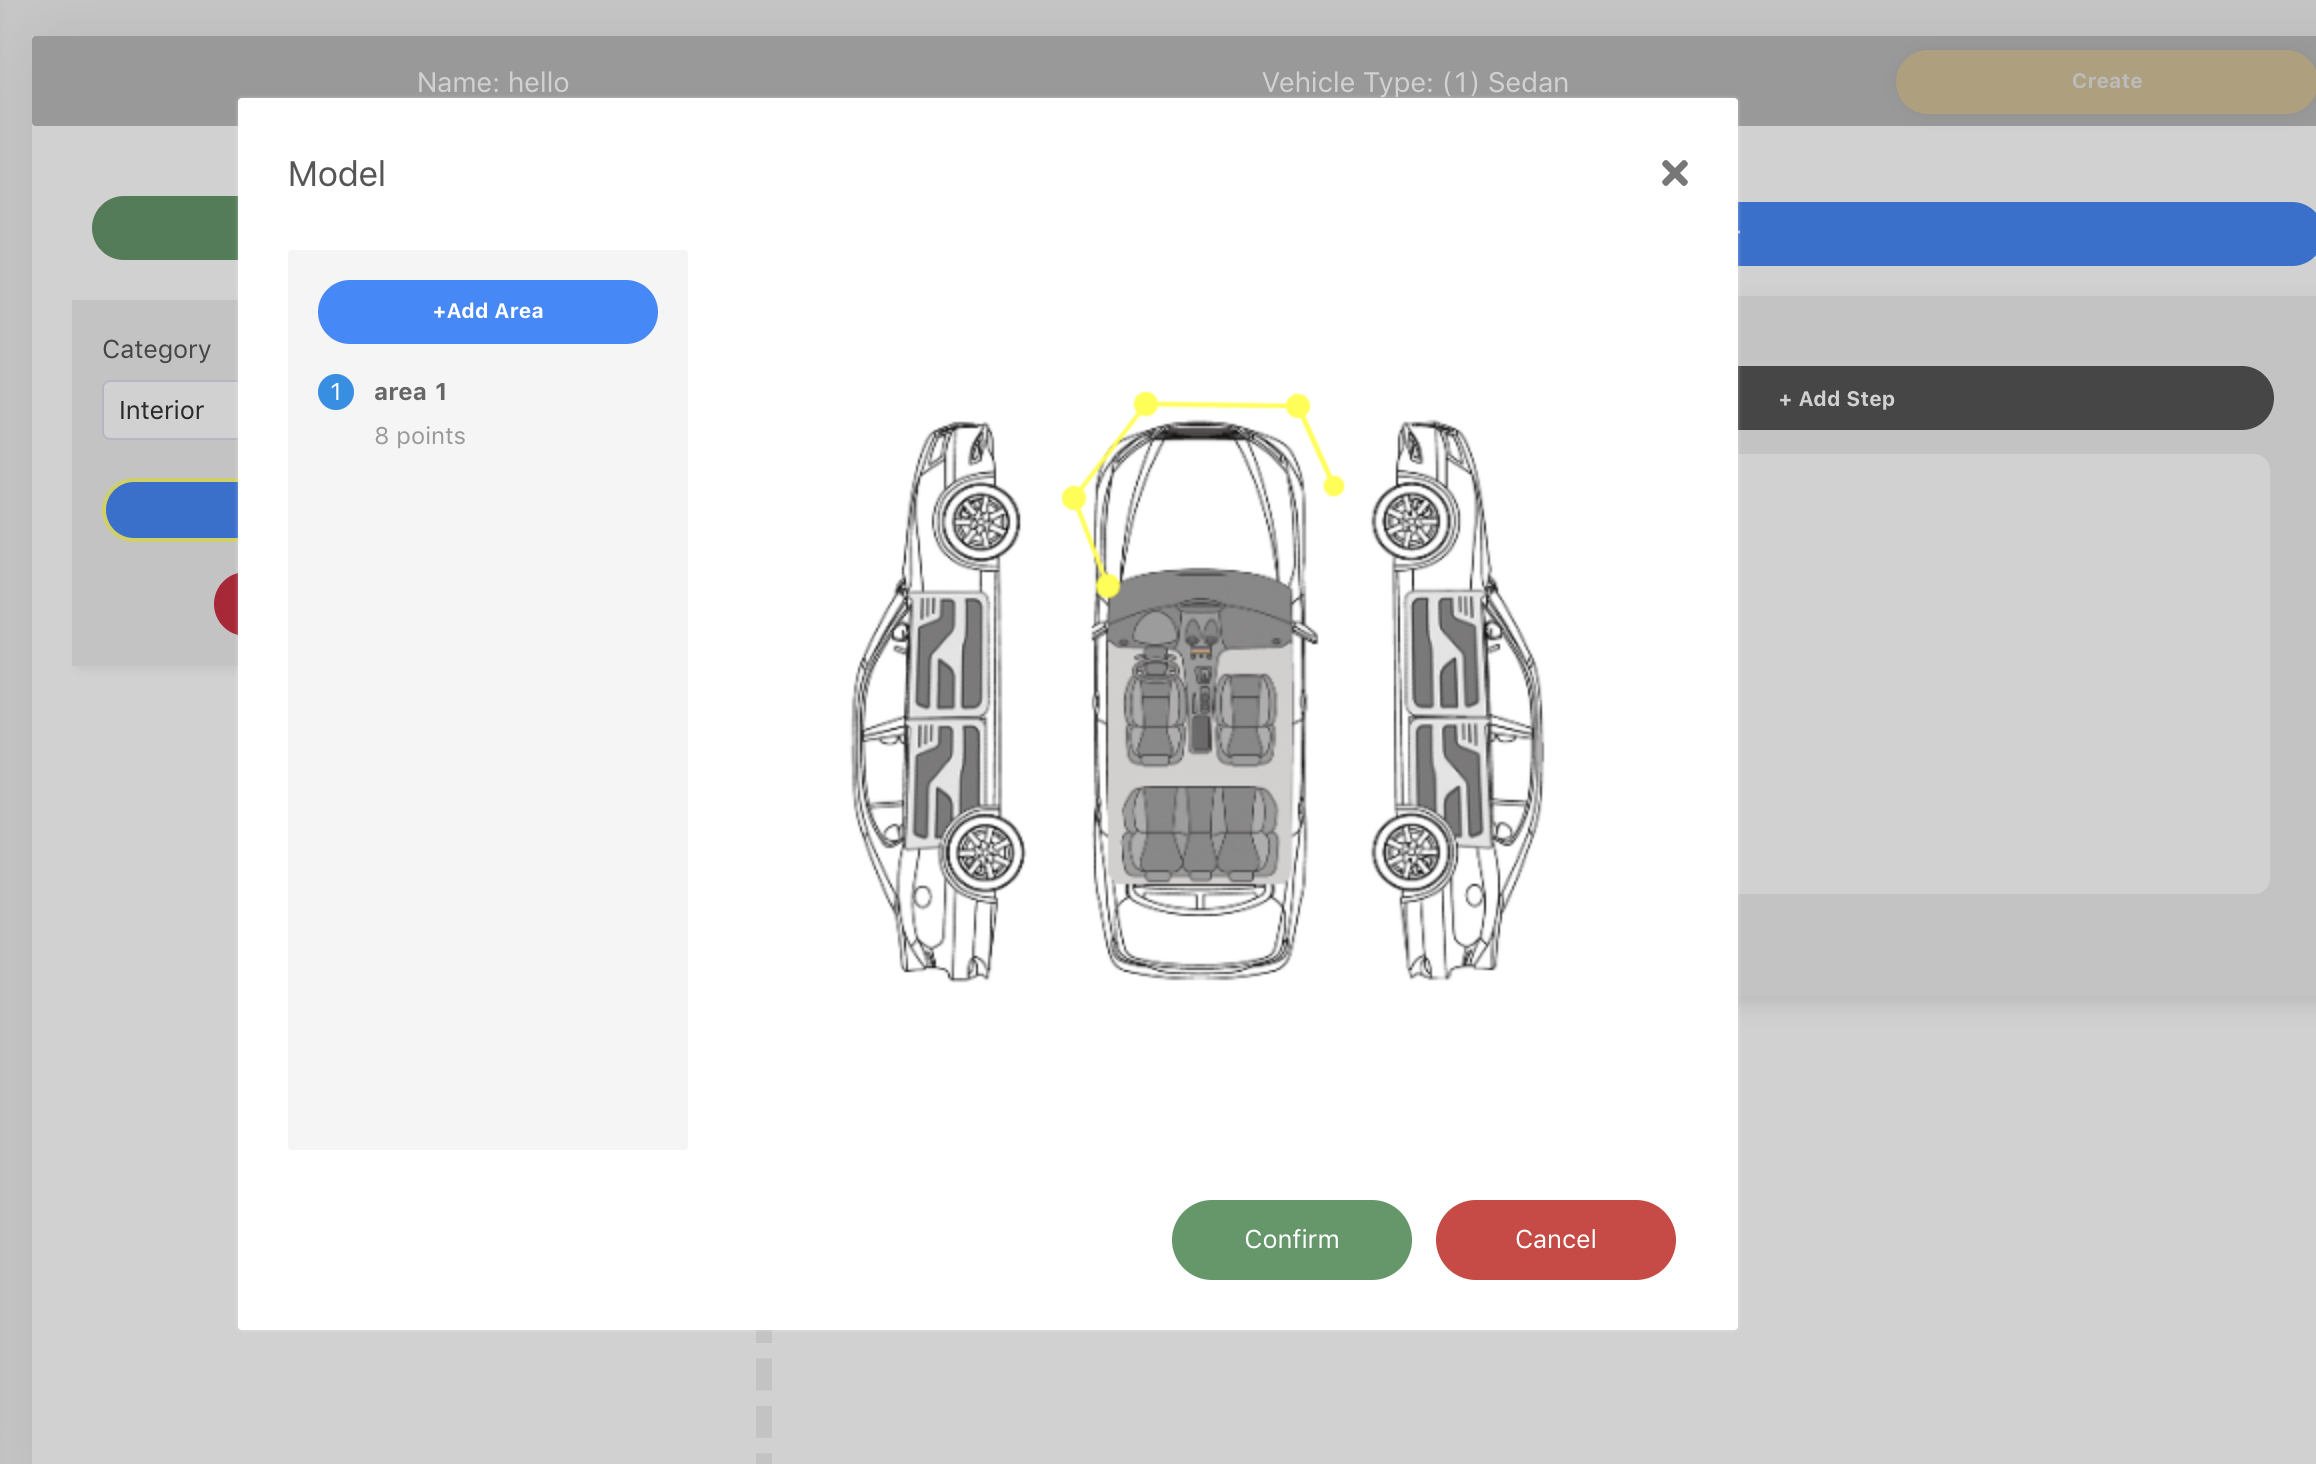 Name: hello
Vehicle Type: (1) Sedan
Create
Model
+Add Area
Category
1 area 1
+ Add Step
Interior
8 points
Confirm
Cancel